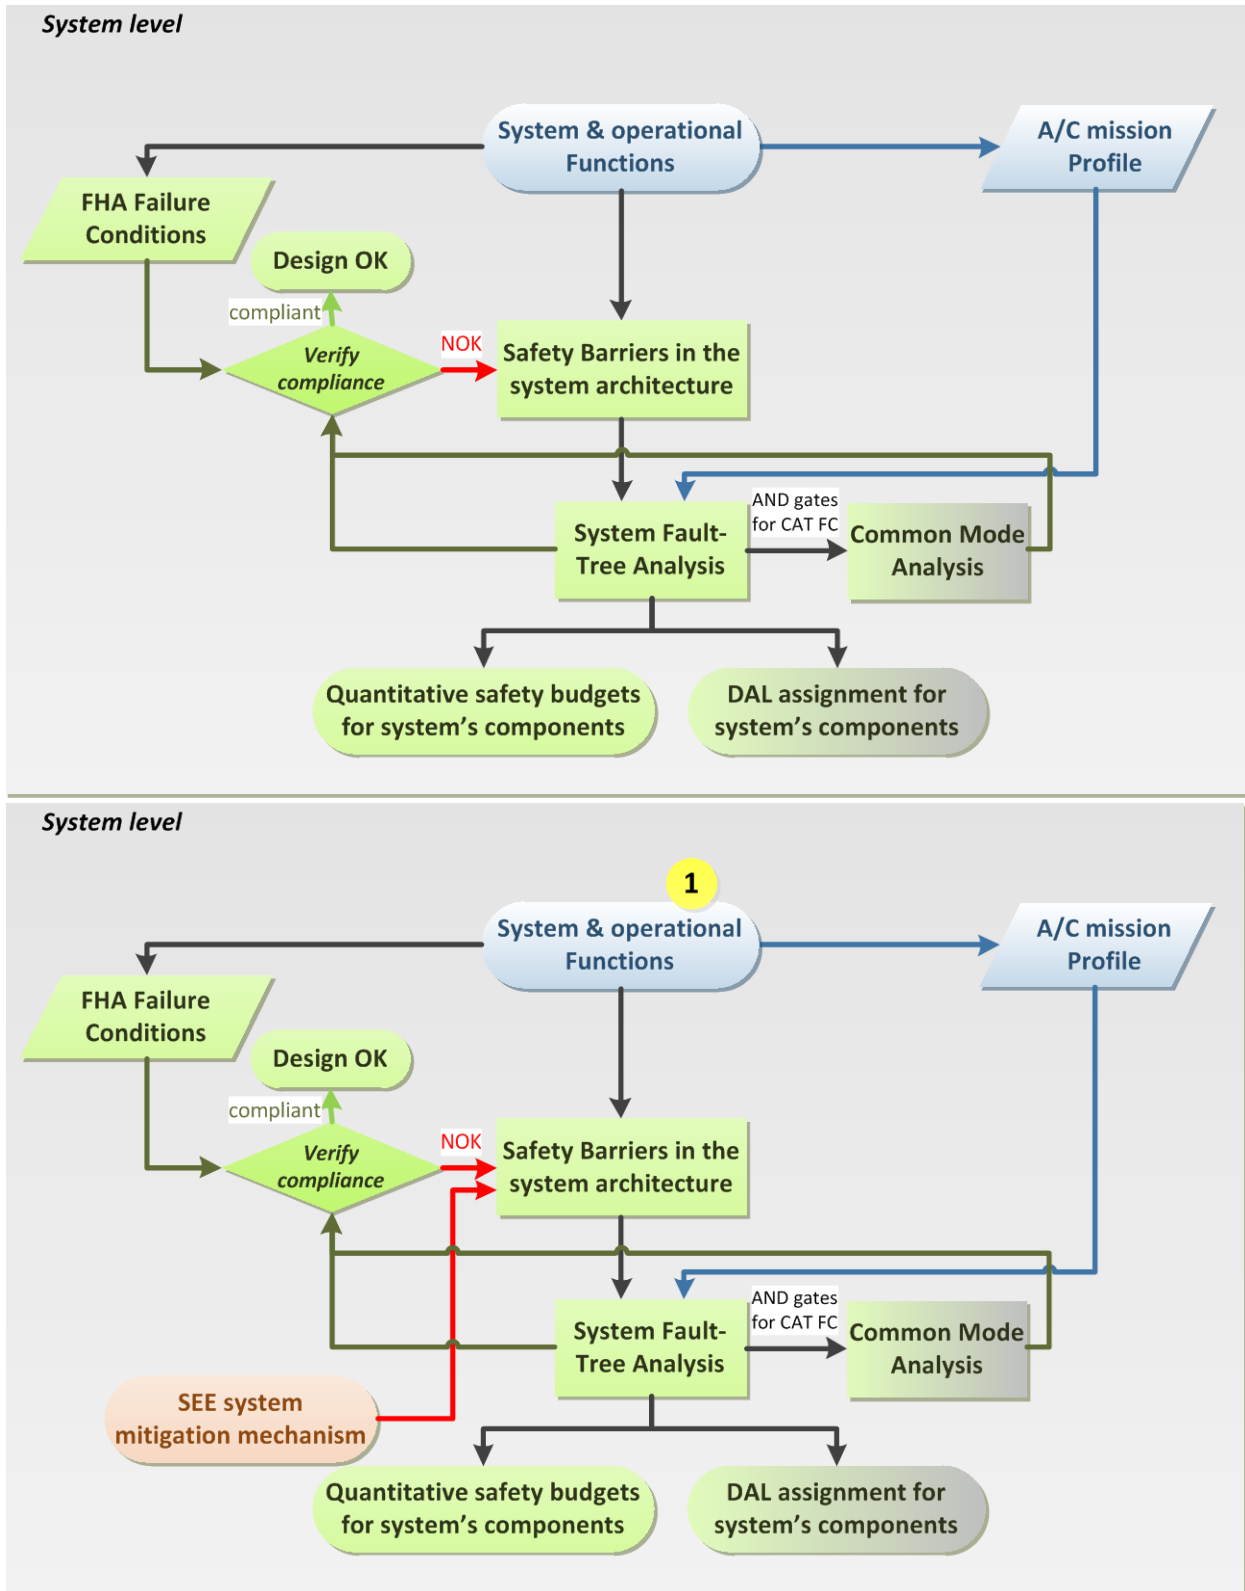 System level
System & operational
Functions
A/C mission
Profile
FHA Failure
Conditions
Design OK
compliant
Verify
compliance
NOK
Safety Barriers in the
system architecture
System Fault-
Tree Analysis
AND gates
for CAT FC
Common Mode
Analysis
Quantitative safety budgets
for system’s components
DAL assignment for
system’s components
System level
1
System & operational
Functions
A/C mission
Profile
FHA Failure
Conditions
Design OK
compliant
Verify
compliance
NOK
Safety Barriers in the
system architecture
System Fault-
Tree Analysis
AND gates
for CAT FC
Common Mode
Analysis
SEE system
mitigation mechanism
Quantitative safety budgets
for system’s components
DAL assignment for
system’s components